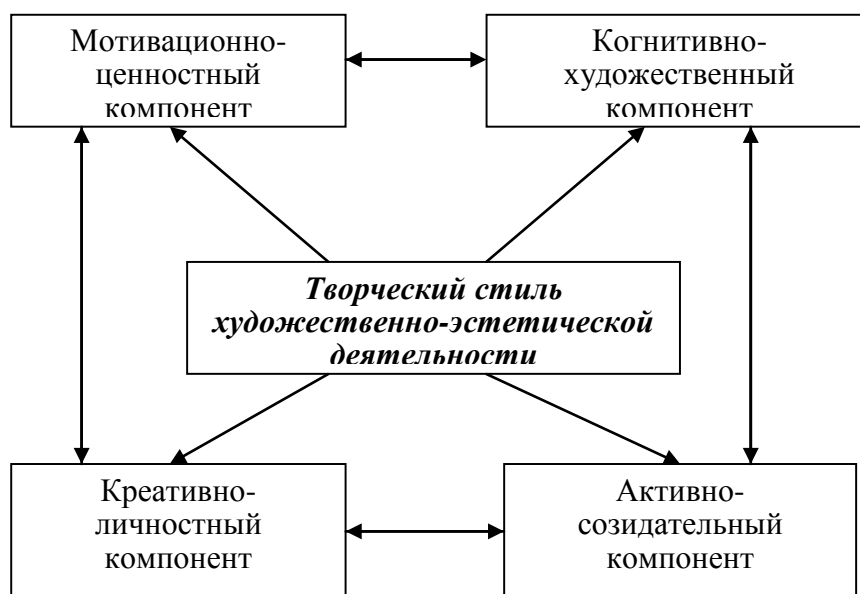 Мотивационно-
ценностный
компонент
Когнитивно-
художественный
компонент
Творческий стиль
художественно-эстетической
деятельности
Креативно-
личностный
компонент
Активно-
созидательный
компонент